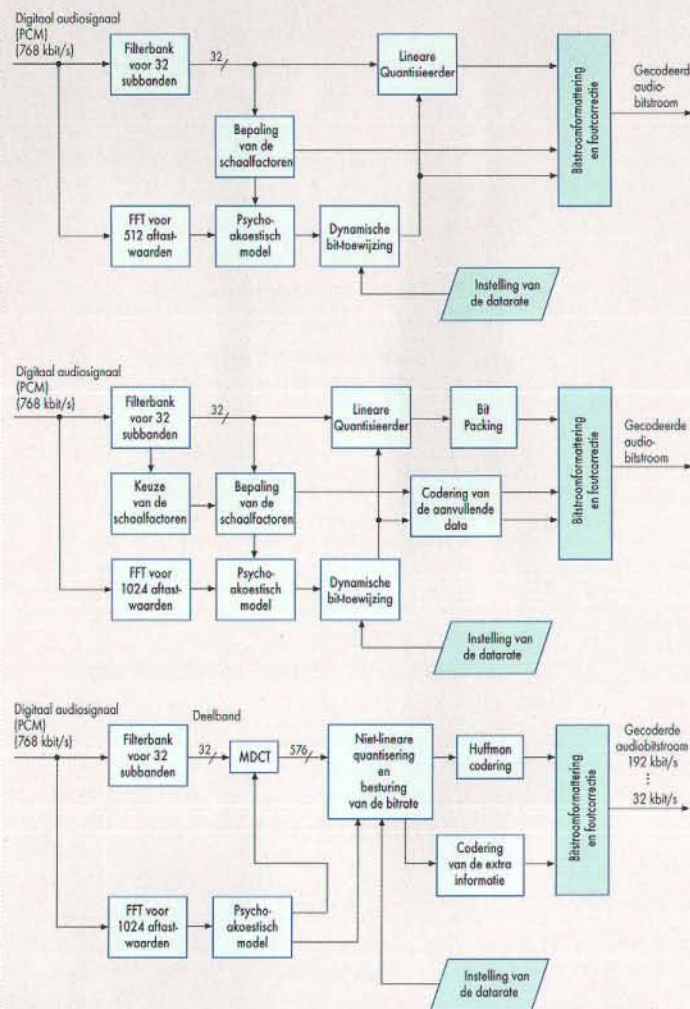 Digitaal audiosignaal
(PCM)
(768 kbit/s)
Filterbank
voor 32
subbanden
32
Lineare
Quantisieerder
Bepaling
van de
schaalfactoren
FFT voor
512 aftast-
waarden
Psycho-
akoestisch
model
Dynamische
bit-toewijzing
Instelling van
de datarate
Bitstroomformattering
en foutcorrectie
Gecodeerde
audio-
bitstroom
Digitaal audiosignaal
(PCM)
(768 kbit/s)
Filterbank
voor 32
subbanden
32
Lineare
Quantisieerder
Bit
Packing
Keuze
van de
schaalfactoren
Bepaling
van de
schaalfactoren
Codering van
de aanvullende
data
FFT voor
1024 aftast-
waarden
Psycho-
akoestisch
model
Dynamische
bit-toewijzing
Instelling van
de datarate
Bitstroomformattering
en foutcorrectie
Gecodeerde
audio-
bitstroom
Digitaal audiosignaal
(PCM)
(768 kbit/s)
Filterbank
voor 32
subbanden
Deelband
32
MDCT
576
Niet-lineare
quantisering
en
besturing
van de bitrate
Huffman
codering
Codering
van de extra
informatie
FFT voor
1024 aftast-
waarden
Psycho-
akoestisch
model
Instelling van
de datarate
Bitstroomformattering
en foutcorrectie
Gecoderde
audiobitstroom
192 kbit/s
⋮
32 kbit/s